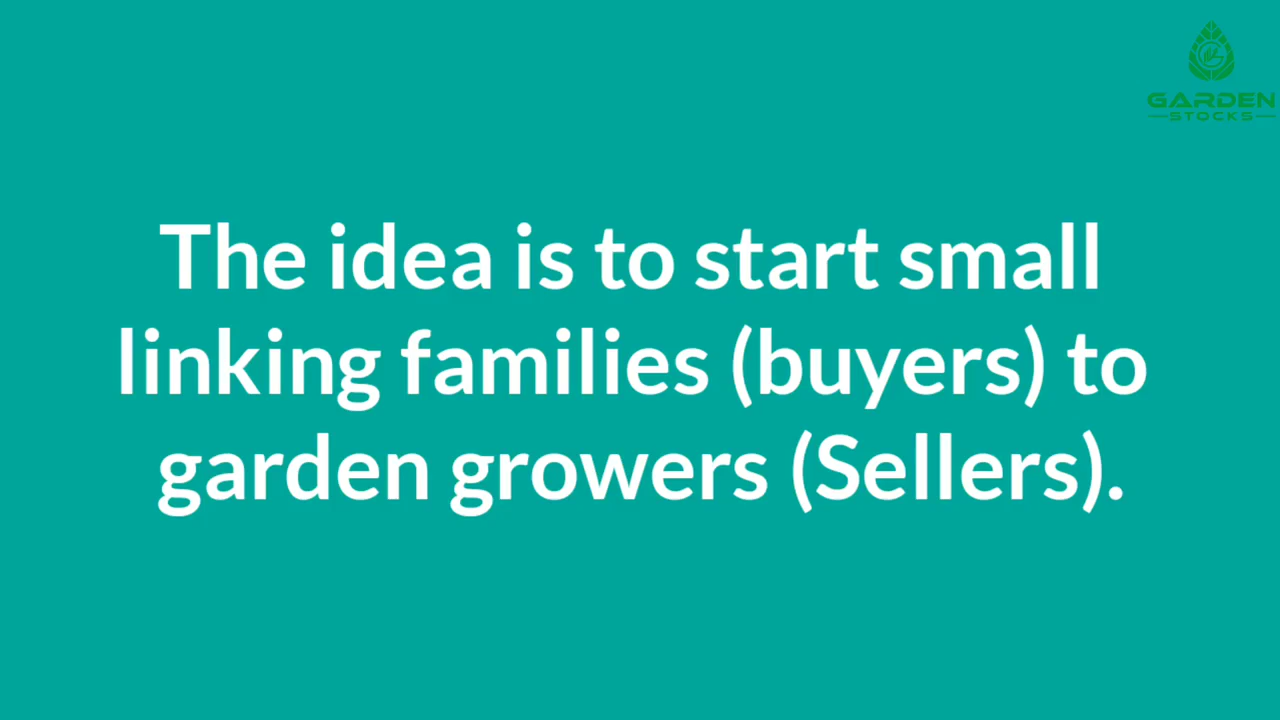 GARDEN
STOCKS
The idea is to start small
linking families (buyers) to
garden growers (Sellers).